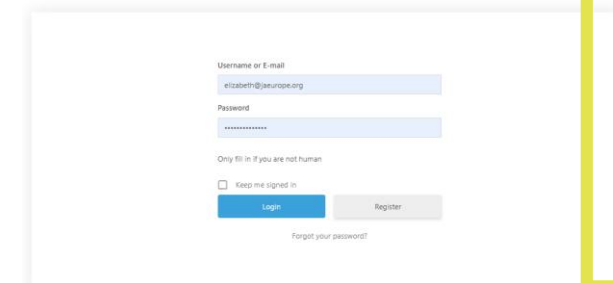 Username or E-mail
elizabeth@jaeurope.org
Password
••••••••••••••
Only fill in if you are not human
Keep me signed in
Login Register
Forgot your password?